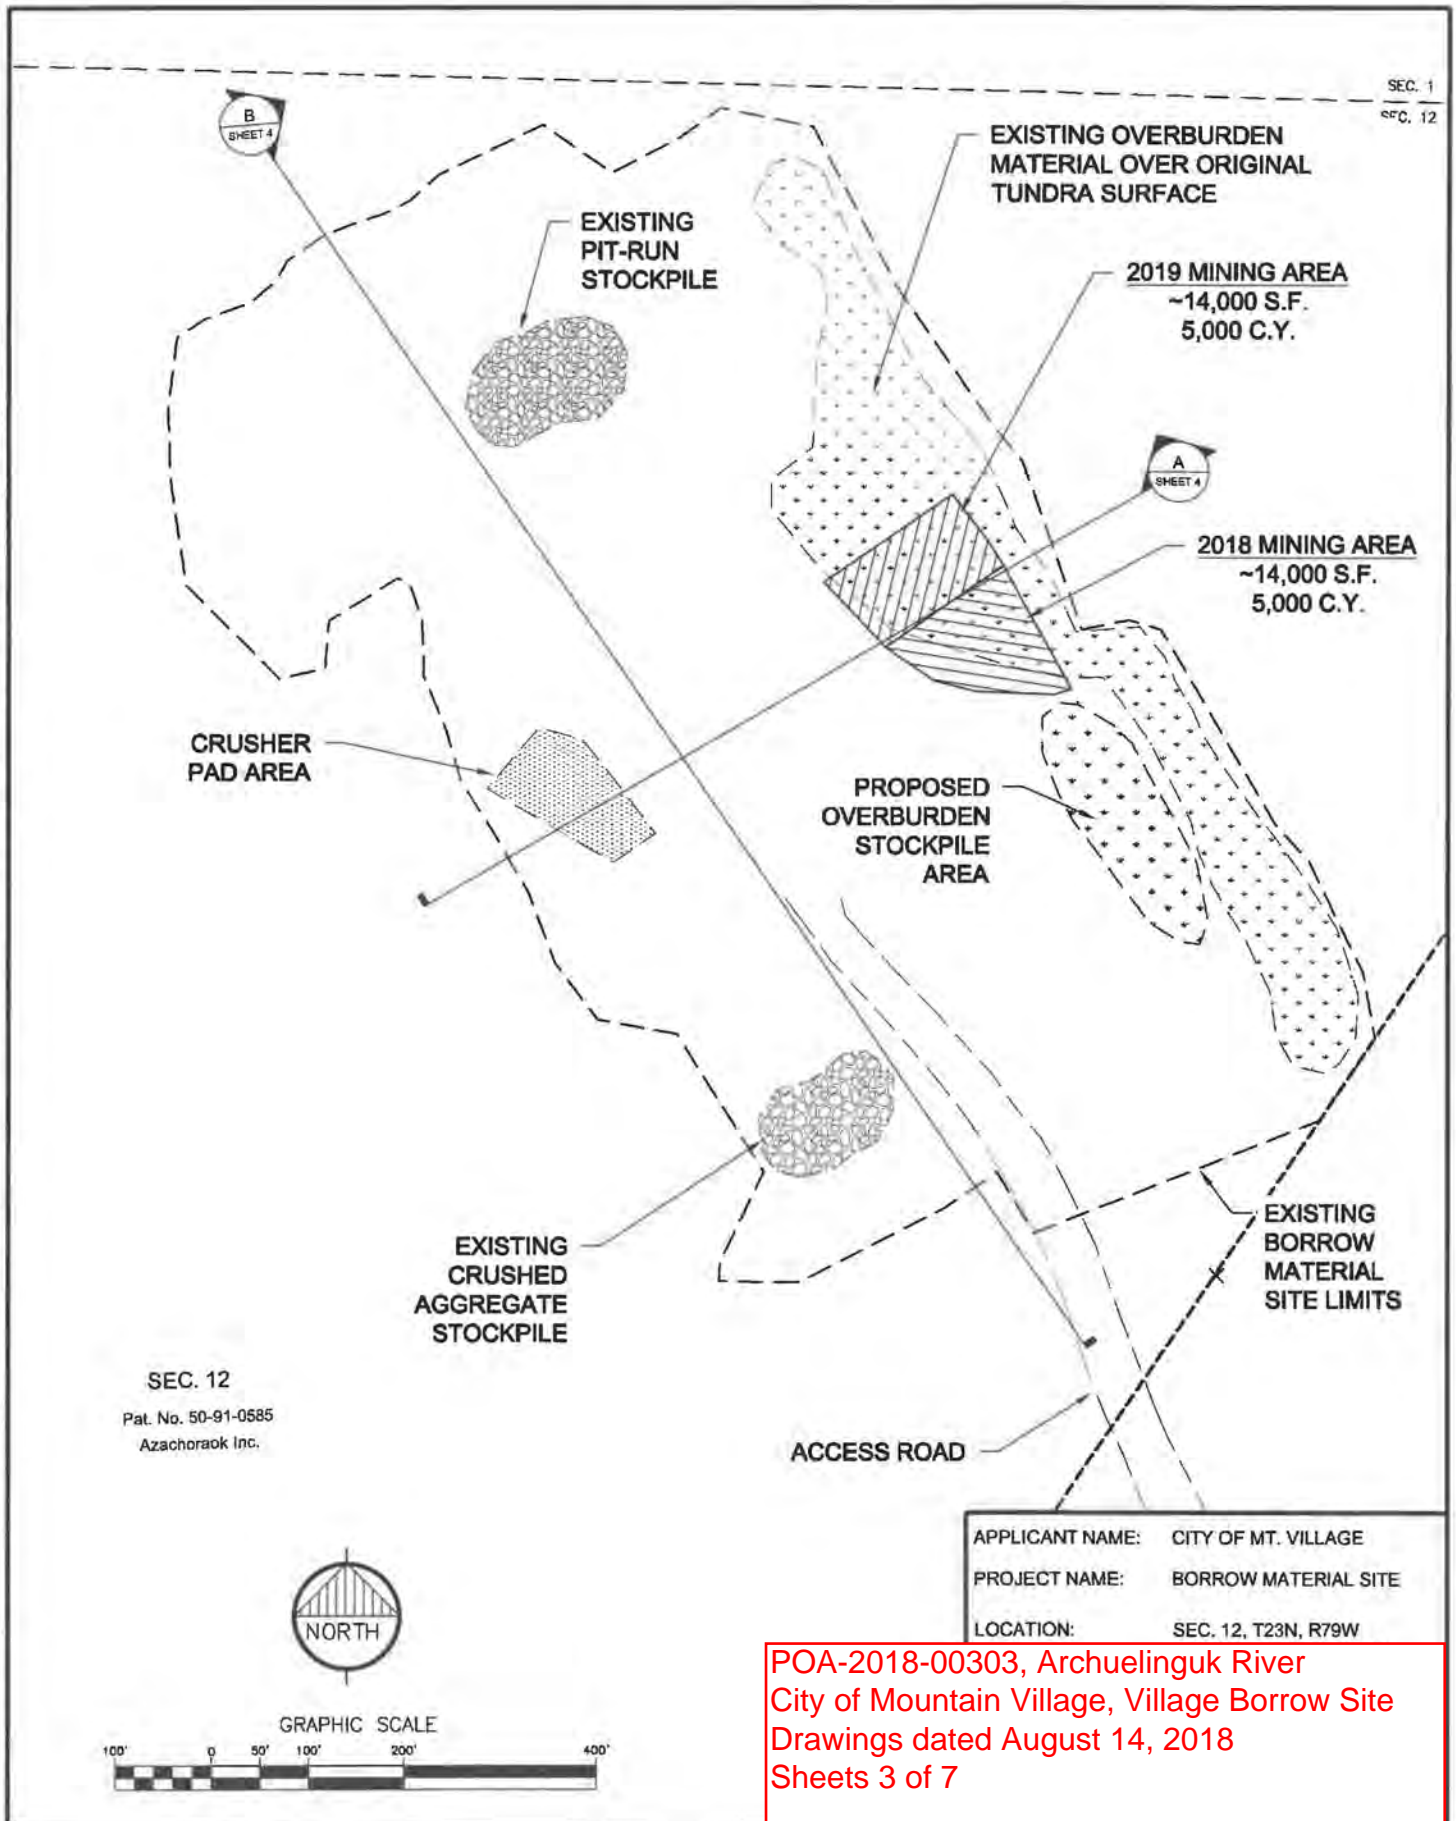 SEC. 1
SEC. 12
B
SHEET 4
EXISTING OVERBURDEN
MATERIAL OVER ORIGINAL
TUNDRA SURFACE
EXISTING
PIT-RUN
STOCKPILE
2019 MINING AREA
~14,000 S.F.
5,000 C.Y.
A
SHEET 4
2018 MINING AREA
~14,000 S.F.
5,000 C.Y.
CRUSHER
PAD AREA
PROPOSED
OVERBURDEN
STOCKPILE
AREA
EXISTING
CRUSHED
AGGREGATE
STOCKPILE
EXISTING
BORROW
MATERIAL
SITE LIMITS
SEC. 12
Pat. No. 50-91-0585
Azachoraok Inc.
ACCESS ROAD
NORTH
GRAPHIC SCALE
100' 0 50' 100' 200' 400'
APPLICANT NAME: CITY OF MT. VILLAGE
PROJECT NAME: BORROW MATERIAL SITE
LOCATION: SEC. 12, T23N, R79W
POA-2018-00303, Archuelinguk River
City of Mountain Village, Village Borrow Site
Drawings dated August 14, 2018
Sheets 3 of 7